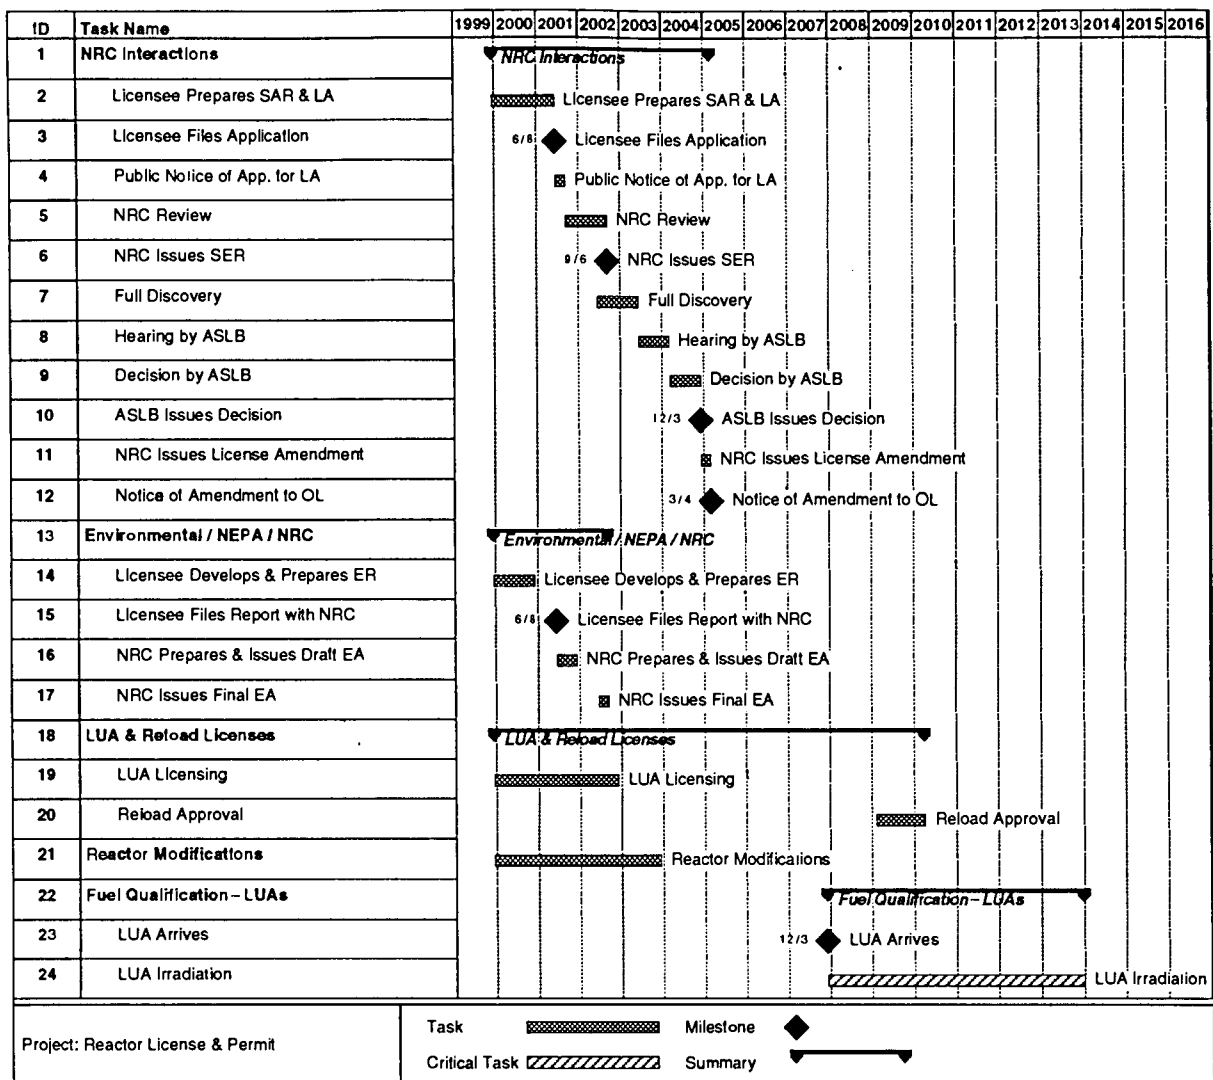 ID Task Name 1999 2000 2001 2002 2003 2004 2005 2006 2007 2008 2009 2010 2011 2012 2013 2014 2015 2016
1 NRC Interactions NRC Interactions
2 Licensee Prepares SAR & LA Licensee Prepares SAR & LA
3 Licensee Files Application 6/8 Licensee Files Application
4 Public Notice of App. for LA Public Notice of App. for LA
5 NRC Review NRC Review
6 NRC Issues SER 9/6 NRC Issues SER
7 Full Discovery Full Discovery
8 Hearing by ASLB Hearing by ASLB
9 Decision by ASLB Decision by ASLB
10 ASLB Issues Decision 12/3 ASLB Issues Decision
11 NRC Issues License Amendment NRC Issues License Amendment
12 Notice of Amendment to OL 3/4 Notice of Amendment to OL
13 Environmental / NEPA / NRC Environmental / NEPA / NRC
14 Licensee Develops & Prepares ER Licensee Develops & Prepares ER
15 Licensee Files Report with NRC 6/8 Licensee Files Report with NRC
16 NRC Prepares & Issues Draft EA NRC Prepares & Issues Draft EA
17 NRC Issues Final EA NRC Issues Final EA
18 LUA & Reload Licenses LUA & Reload Licenses
19 LUA Licensing LUA Licensing
20 Reload Approval Reload Approval
21 Reactor Modifications Reactor Modifications
22 Fuel Qualification – LUAs Fuel Qualification – LUAs
23 LUA Arrives 12/3 LUA Arrives
24 LUA Irradiation LUA Irradiation
Project: Reactor License & Permit
Task Milestone
Critical Task Summary